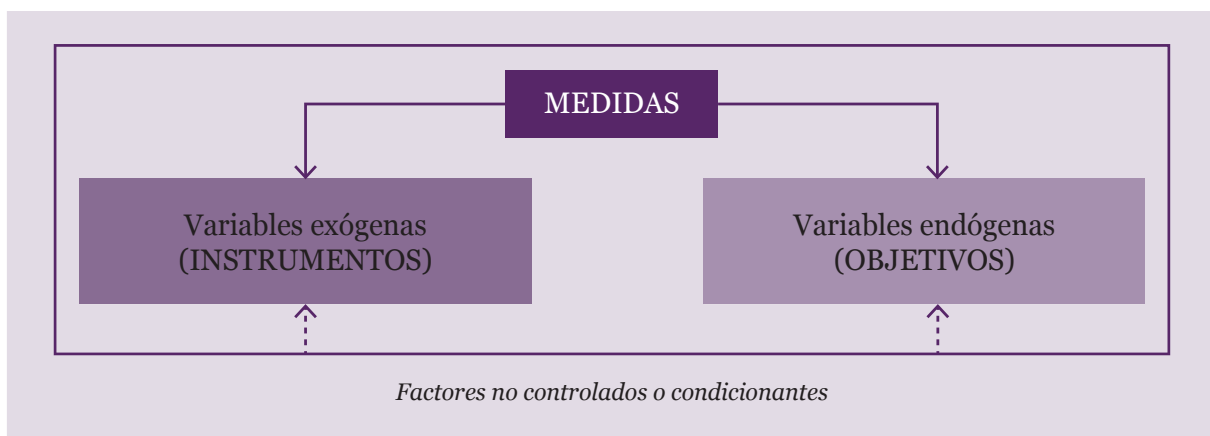 MEDIDAS
Variables exógenas
(INSTRUMENTOS)
Variables endógenas
(OBJETIVOS)
Factores no controlados o condicionantes